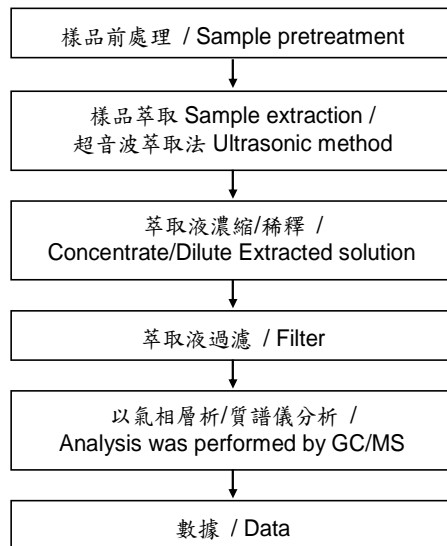 樣品前處理 / Sample pretreatment
樣品萃取 Sample extraction /
超音波萃取法 Ultrasonic method
萃取液濃縮/稀釋 /
Concentrate/Dilute Extracted solution
萃取液過濾 / Filter
以氣相層析/質譜儀分析 /
Analysis was performed by GC/MS
數據 / Data